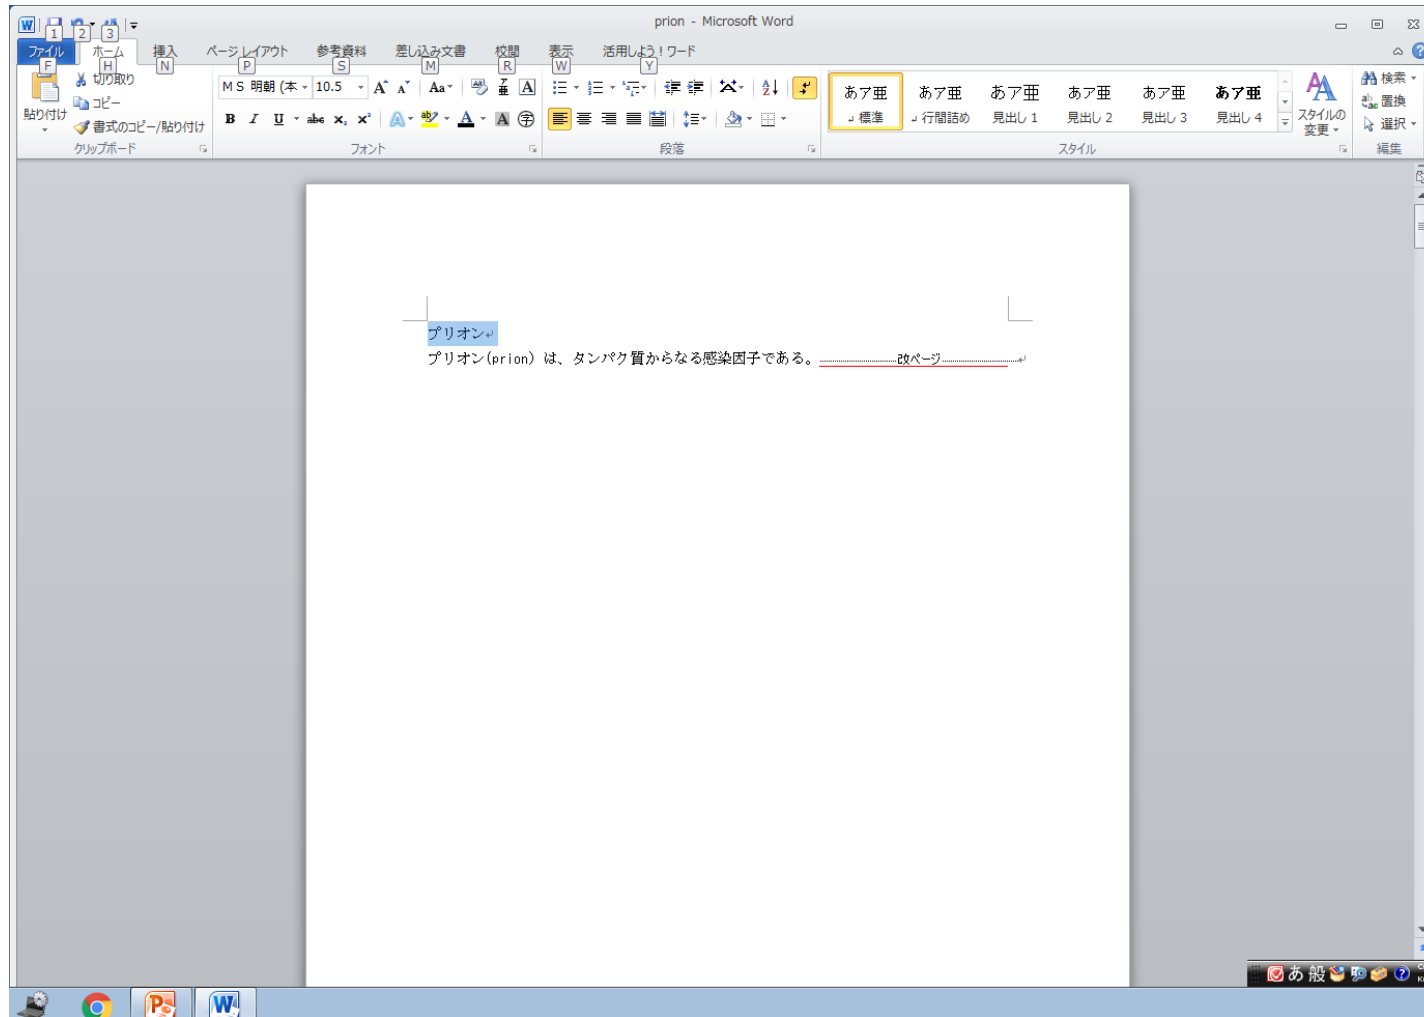 prion - Microsoft Word
1 2 3
ファイル ホーム 挿入 ページ レイアウト 参考資料 差し込み文書 校閲 表示 活用しよう！ワード
F H N P S M R W Y
切り取り
コピー
書式のコピー/貼り付け
貼り付け
クリップボード
ＭＳ 明朝 (本 10.5
フォント
段落
あア亜 あア亜 あア亜 あア亜 あア亜 あア亜
標準 行間詰め 見出し 1 見出し 2 見出し 3 見出し 4
スタイルの
変更
スタイル
検索
置換
選択
編集
プリオン
プリオン(prion) は、タンパク質からなる感染因子である。 改ページ
あ 般